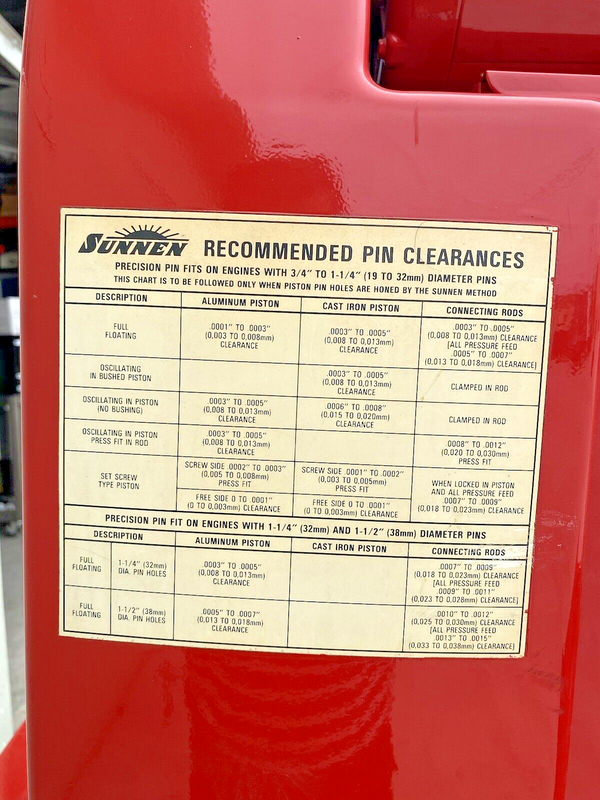 SUNNEN RECOMMENDED PIN CLEARANCES
PRECISION PIN FITS ON ENGINES WITH 3/4" TO 1-1/4" (19 TO 32mm) DIAMETER PINS
THIS CHART IS TO BE FOLLOWED ONLY WHEN PISTON PIN HOLES ARE HONED BY THE SUNNEN METHOD
DESCRIPTION ALUMINUM PISTON CAST IRON PISTON CONNECTING RODS
FULL
FLOATING
.0001" TO .0003"
(0,003 TO 0,008mm)
CLEARANCE
.0003" TO .0005"
(0,008 TO 0,013mm)
CLEARANCE
.0003" TO .0005"
(0,008 TO 0,013mm) CLEARANCE
[ALL PRESSURE FEED
.0005" TO .0007"
(0,013 TO 0,018mm) CLEARANCE]
OSCILLATING
IN BUSHED PISTON
.0003" TO .0005"
(0,008 TO 0,013mm)
CLEARANCE
CLAMPED IN ROD
OSCILLATING IN PISTON
(NO BUSHING)
.0003" TO .0005"
(0,008 TO 0,013mm)
CLEARANCE
.0006" TO .0008"
(0,015 TO 0,020mm)
CLEARANCE
CLAMPED IN ROD
OSCILLATING IN PISTON
PRESS FIT IN ROD
.0003" TO .0005"
(0,008 TO 0,013mm)
CLEARANCE
.0008" TO .0012"
(0,020 TO 0,030mm)
PRESS FIT
SET SCREW
TYPE PISTON
SCREW SIDE .0002" TO .0003"
(0,005 TO 0,008mm)
PRESS FIT
FREE SIDE 0 TO .0001"
(0 TO 0,003mm) CLEARANCE
SCREW SIDE .0001" TO .0002"
(0,003 TO 0,005mm)
PRESS FIT
FREE SIDE 0 TO .0001"
(0 TO 0,003mm) CLEARANCE
WHEN LOCKED IN PISTON
AND ALL PRESSURE FEED
.0007" TO .0009"
(0,018 TO 0,023mm) CLEARANCE
PRECISION PIN FIT ON ENGINES WITH 1-1/4" (32mm) AND 1-1/2" (38mm) DIAMETER PINS
DESCRIPTION ALUMINUM PISTON CAST IRON PISTON CONNECTING RODS
FULL
FLOATING
1-1/4" (32mm)
DIA. PIN HOLES
.0003" TO .0005"
(0,008 TO 0,013mm)
CLEARANCE
.0007" TO .0009"
(0,018 TO 0,023mm) CLEARANCE
[ALL PRESSURE FEED
.0009" TO .0011"
(0,023 TO 0,028mm) CLEARANCE]
FULL
FLOATING
1-1/2" (38mm)
DIA. PIN HOLES
.0005" TO .0007"
(0,013 TO 0,018mm)
CLEARANCE
.0010" TO .0012"
(0,025 TO 0,030mm) CLEARANCE
[ALL PRESSURE FEED
.0013" TO .0015"
(0,033 TO 0,038mm) CLEARANCE]